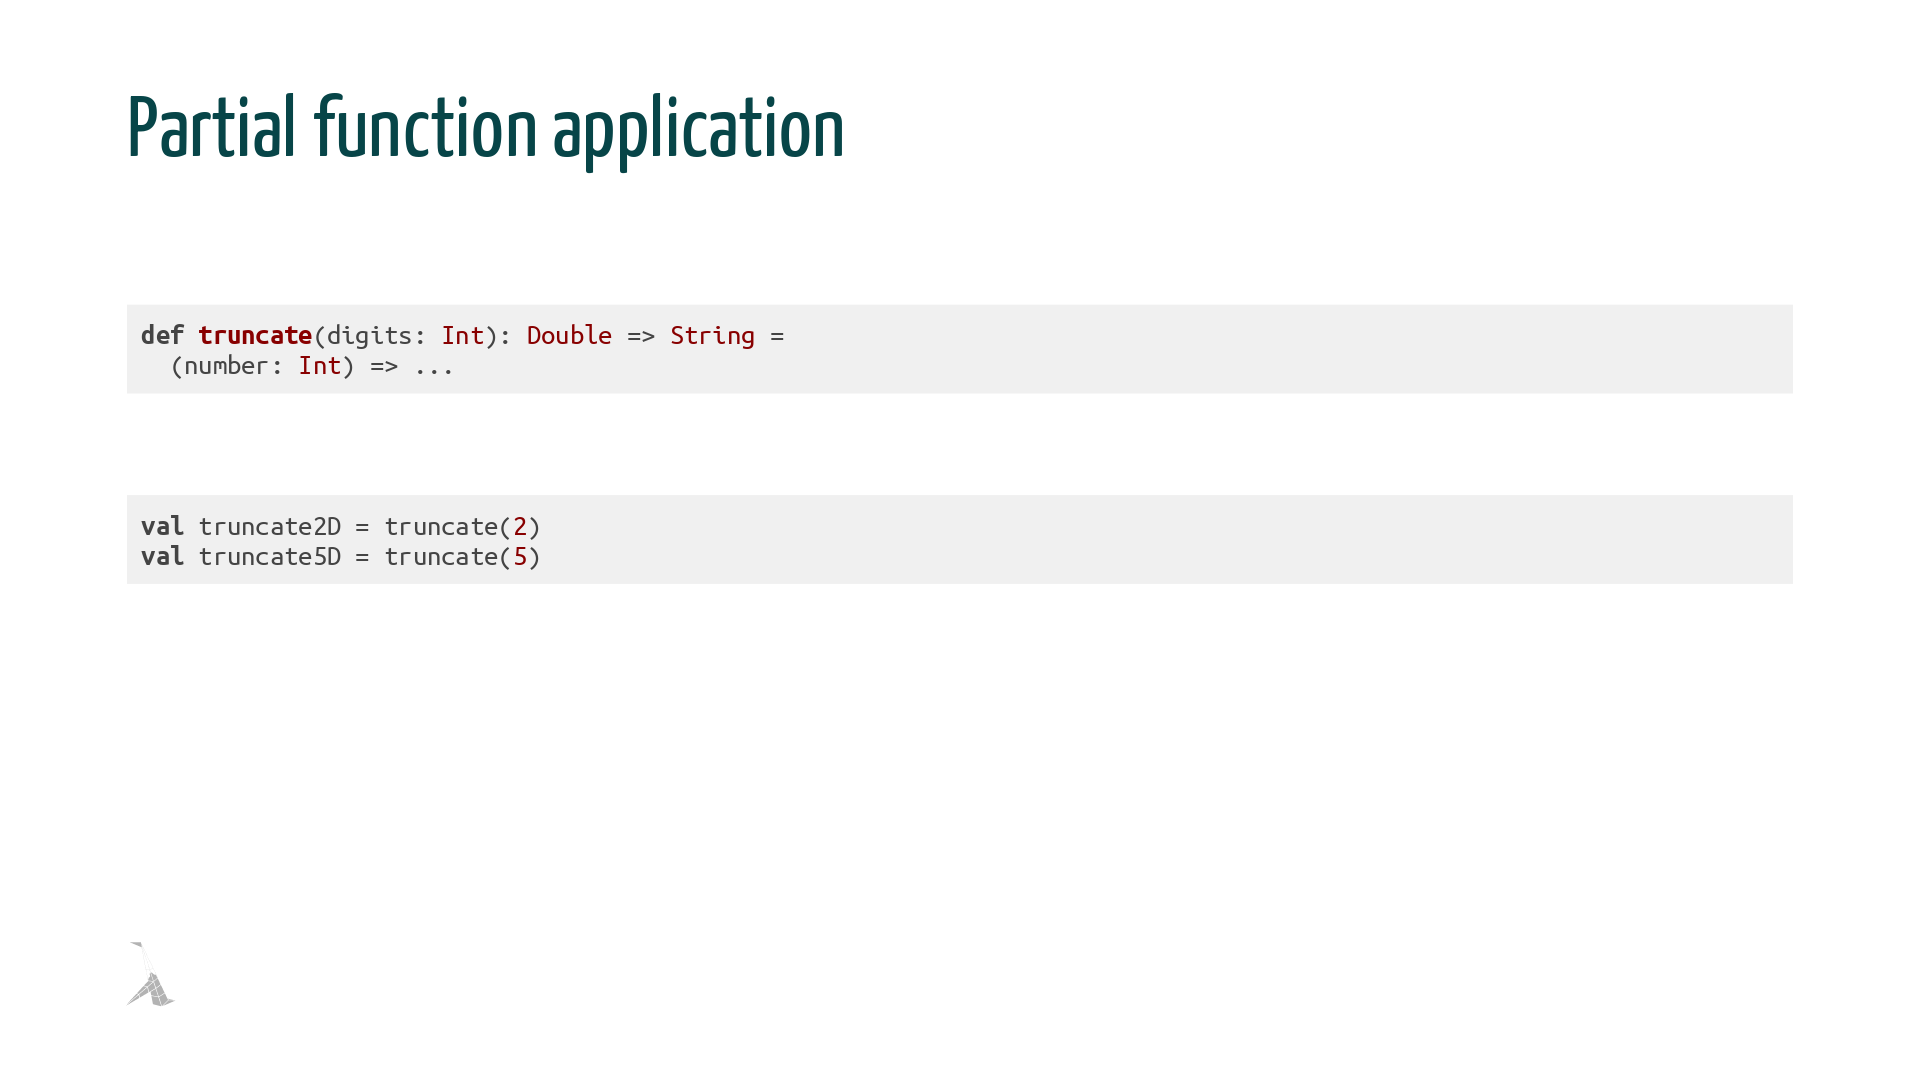 Partial function application
def truncate(digits: Int): Double => String =
  (number: Int) => ...
val truncate2D = truncate(2)
val truncate5D = truncate(5)